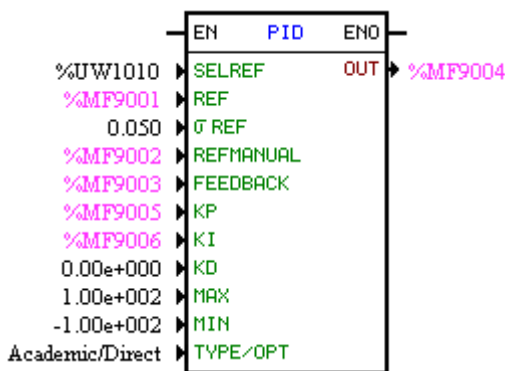 EN PID ENO
%UW1010 SELREF OUT %MF9004
%MF9001 REF
0.050 σ REF
%MF9002 REFMANUAL
%MF9003 FEEDBACK
%MF9005 KP
%MF9006 KI
0.00e+000 KD
1.00e+002 MAX
-1.00e+002 MIN
Academic/Direct TYPE/OPT